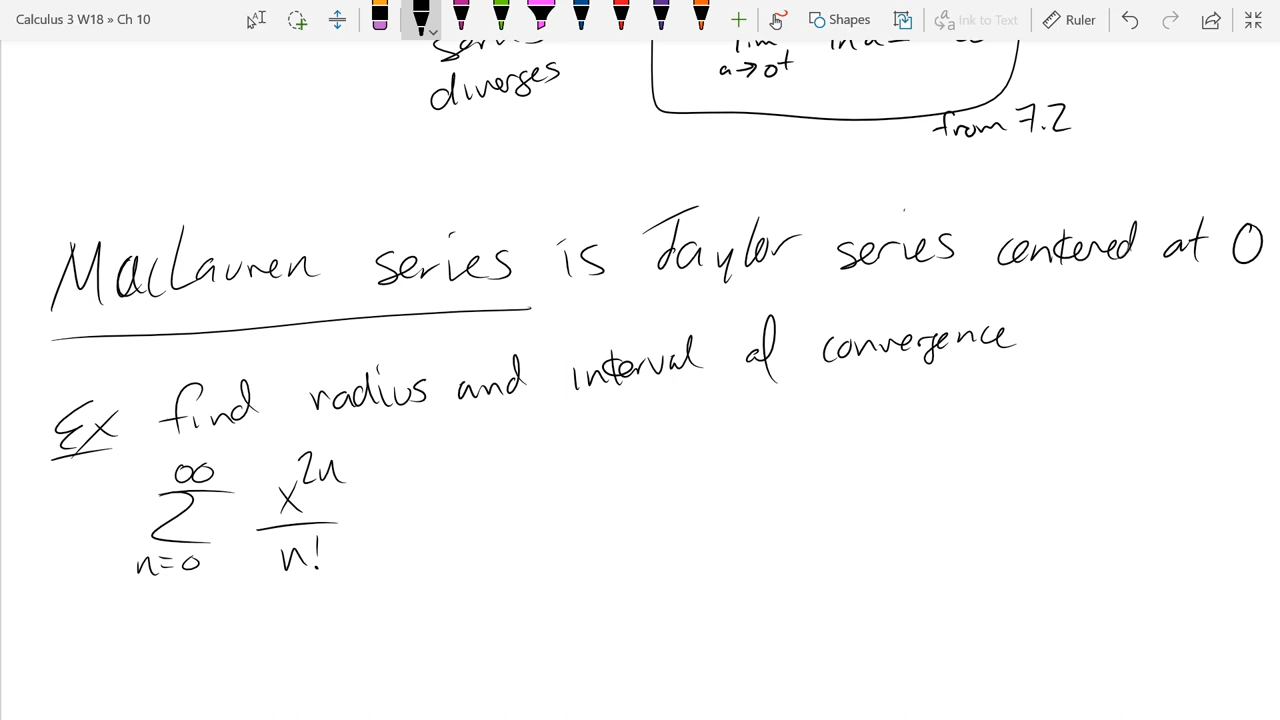 Calculus 3 W18 » Ch 10
Shapes
Ink to Text
Ruler
diverges
a→0⁺
from 7.2
MacLauren series is Taylor series centered at 0
Ex find radius and interval of convergence
∞
∑ x^{2n} / n!
n=0